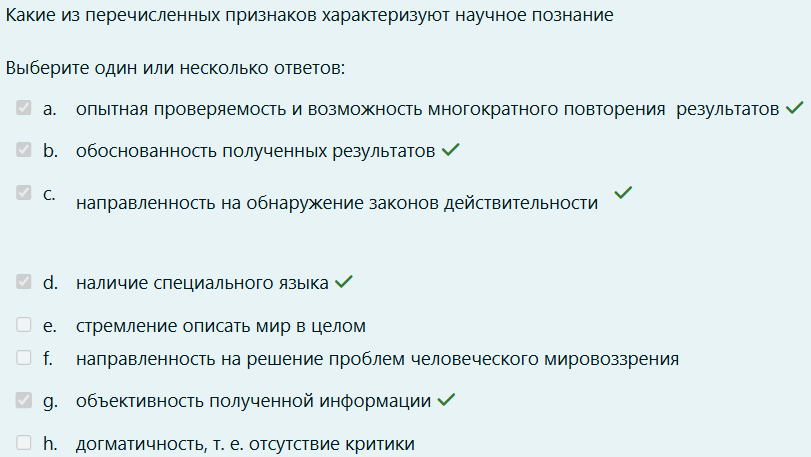 Какие из перечисленных признаков характеризуют научное познание
Выберите один или несколько ответов:
a. опытная проверяемость и возможность многократного повторения результатов
b. обоснованность полученных результатов
c. направленность на обнаружение законов действительности
d. наличие специального языка
e. стремление описать мир в целом
f. направленность на решение проблем человеческого мировоззрения
g. объективность полученной информации
h. догматичность, т. е. отсутствие критики